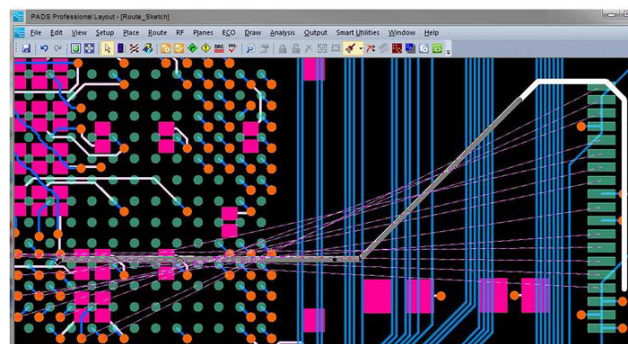 PADS Professional Layout - [Route_Sketch]
File Edit View Setup Place Route RF Planes ECO Draw Analysis Output Smart Utilities Window Help